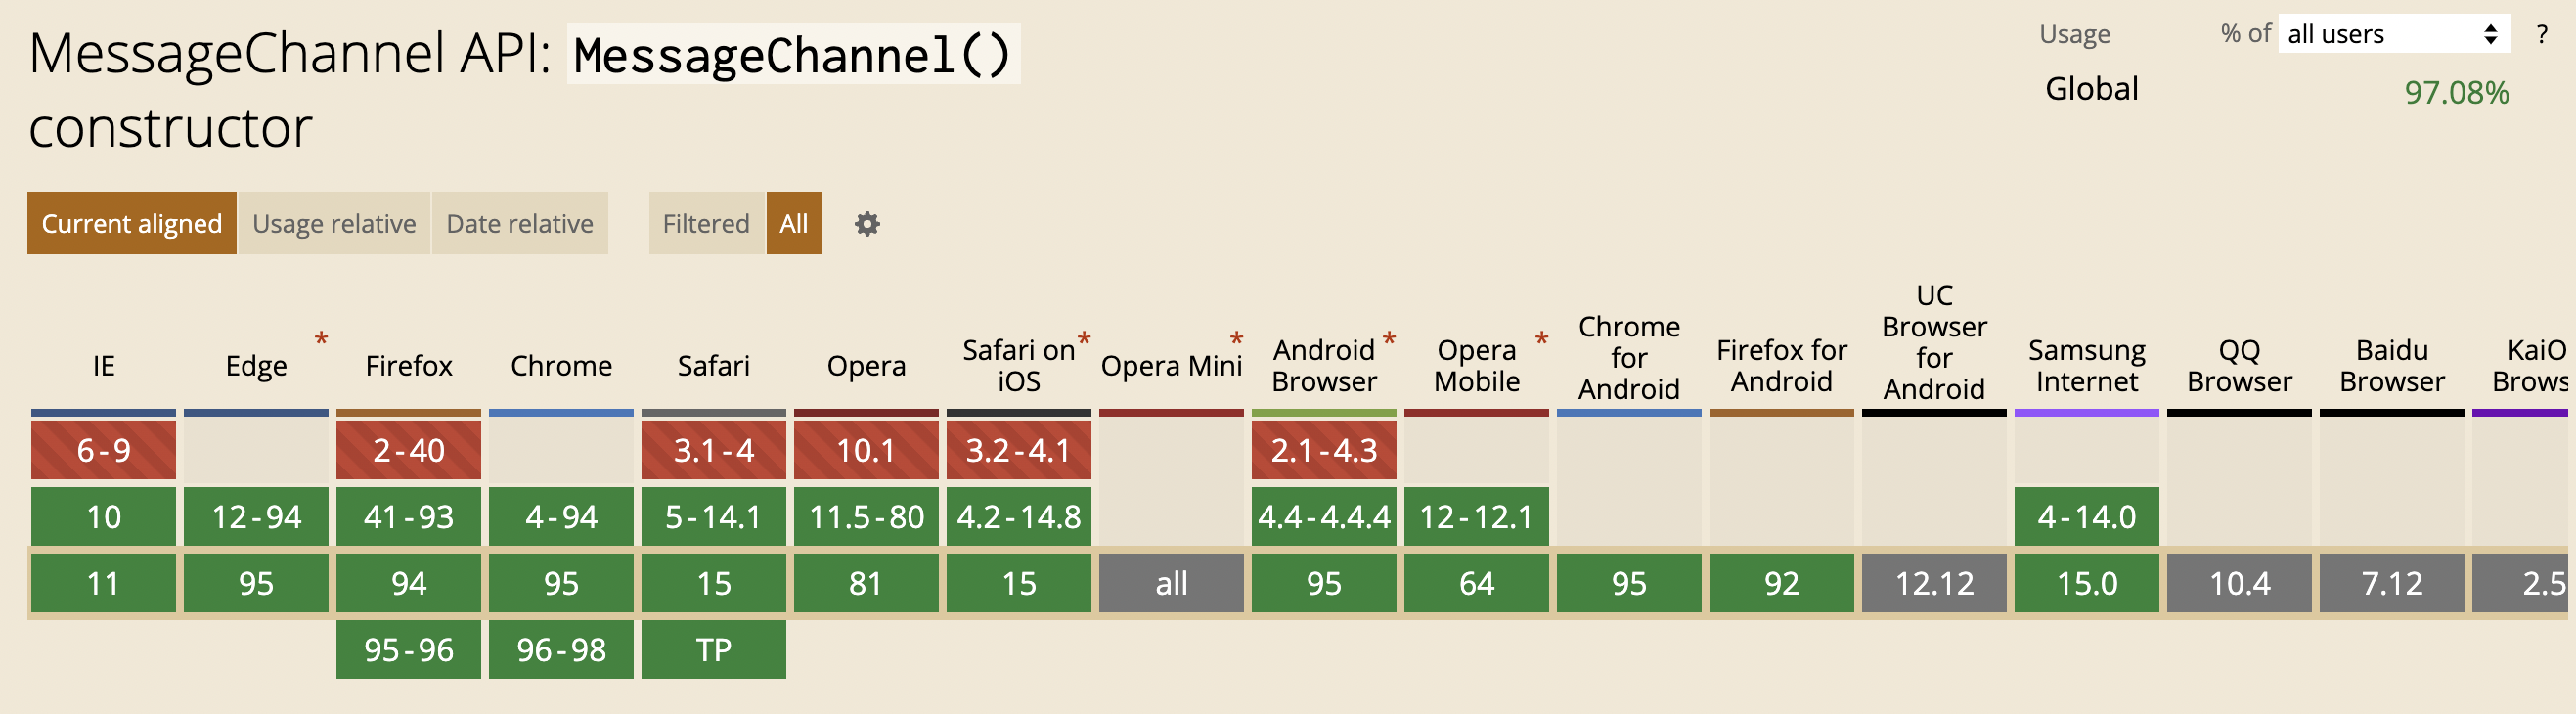 MessageChannel API: MessageChannel()
constructor
Usage % of all users ?
Global 97.08%
Current aligned Usage relative Date relative Filtered All
IE Edge * Firefox Chrome Safari Opera Safari on iOS * Opera Mini * Android Browser * Opera Mobile * Chrome for Android Firefox for Android UC Browser for Android Samsung Internet QQ Browser Baidu Browser KaiO Brows
6-9 2-40 3.1-4 10.1 3.2-4.1 2.1-4.3
10 12-94 41-93 4-94 5-14.1 11.5-80 4.2-14.8 4.4-4.4.4 12-12.1 4-14.0
11 95 94 95 15 81 15 all 95 64 95 92 12.12 15.0 10.4 7.12 2.5
95-96 96-98 TP